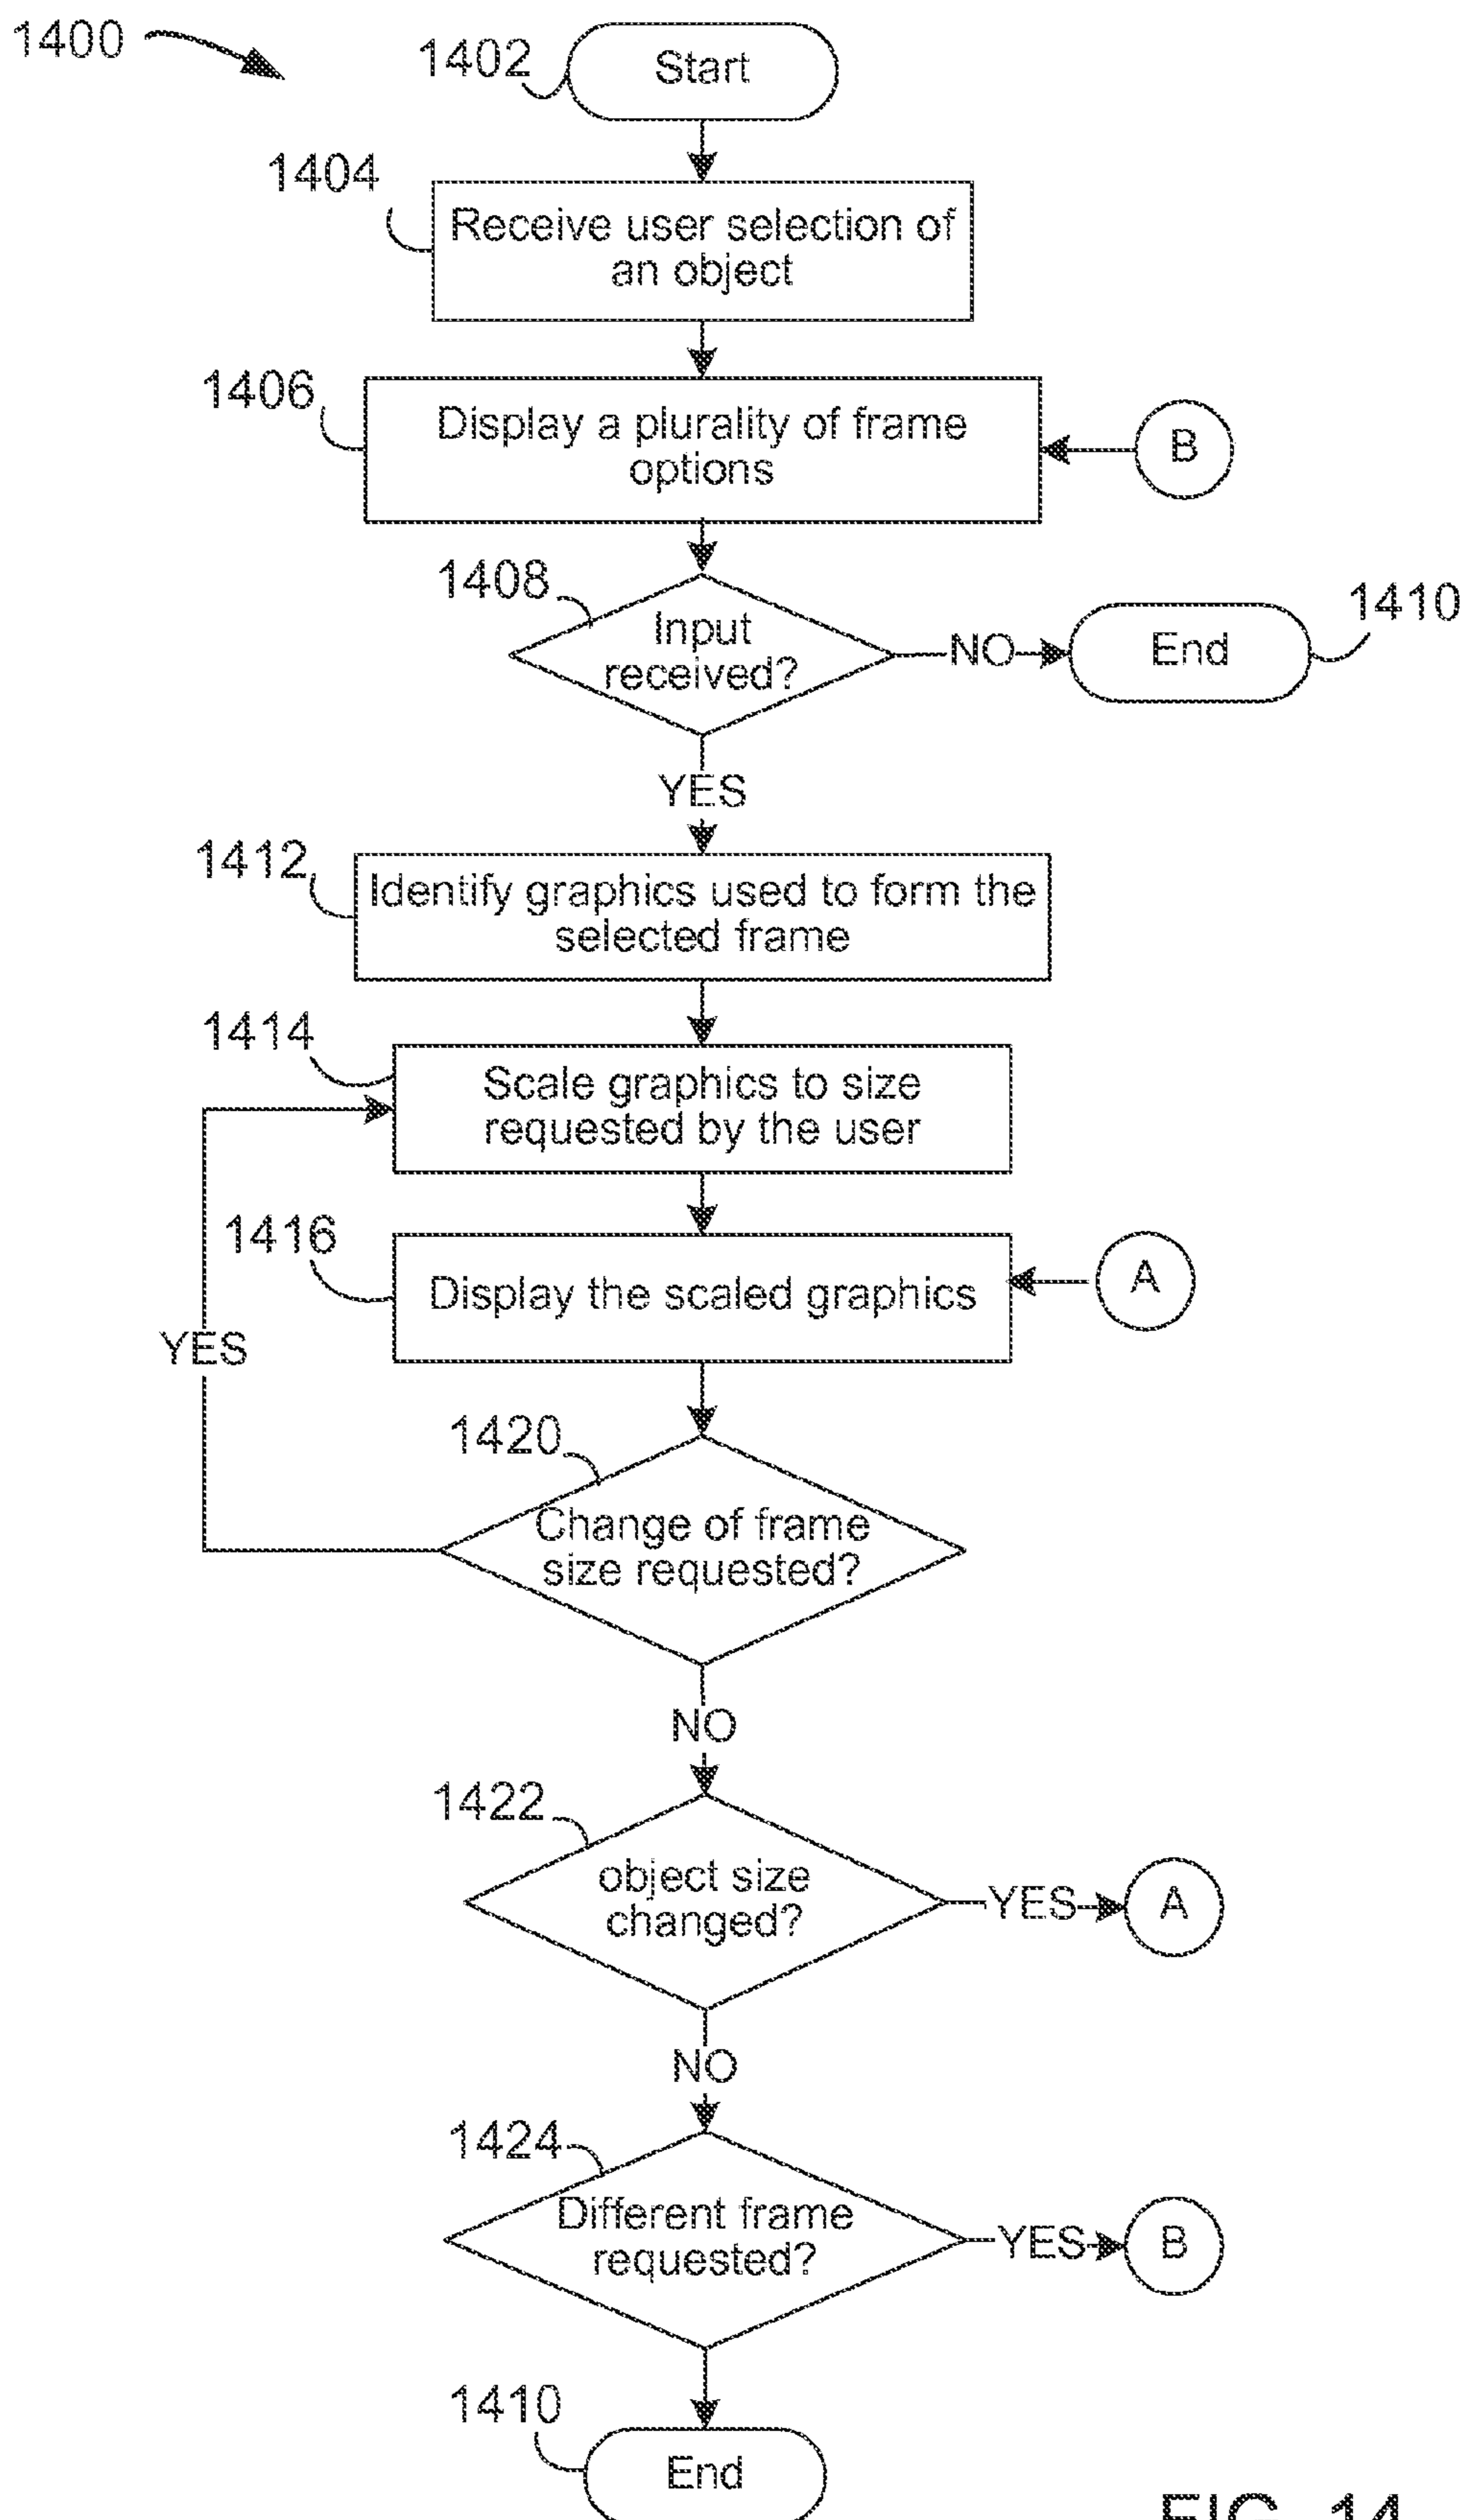 1400
1402
Start
1404
Receive user selection of
an object
1406
Display a plurality of frame
options
B
1408
Input
received?
NO
End
1410
YES
1412
Identify graphics used to form the
selected frame
1414
Scale graphics to size
requested by the user
1416
Display the scaled graphics
A
YES
1420
Change of frame
size requested?
NO
1422
object size
changed?
YES
A
NO
1424
Different frame
requested?
YES
B
1410
End
FIG. 14